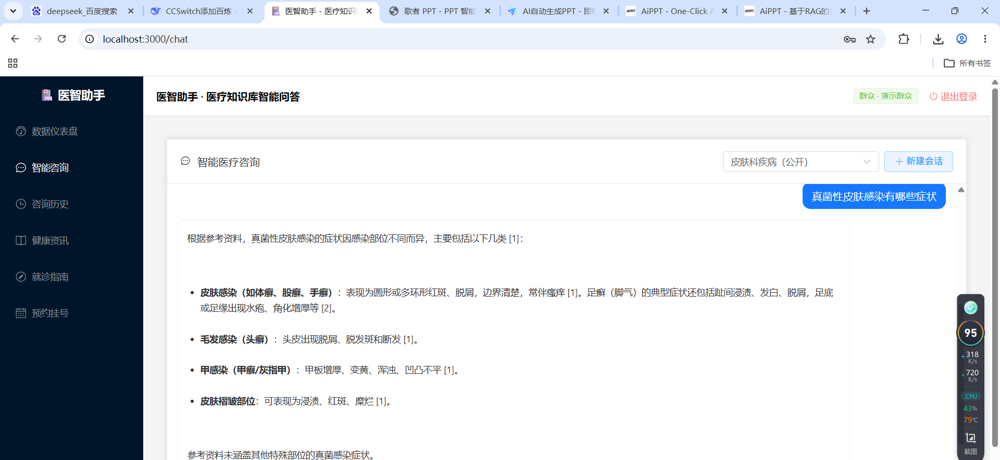 deepseek_百度搜索
CCSwitch添加百炼 -
医智助手 - 医疗知识
歌者 PPT - PPT 智能
AI自动生成PPT - 即
AiPPT - One-Click
AiPPT - 基于RAG的
localhost:3000/chat
所有书签
医智助手
医智助手 · 医疗知识库智能问答
群众 · 演示群众
退出登录
数据仪表盘
智能咨询
咨询历史
健康资讯
就诊指南
预约挂号
智能医疗咨询
皮肤科疾病（公开）
新建会话
真菌性皮肤感染有哪些症状
根据参考资料，真菌性皮肤感染的症状因感染部位不同而异，主要包括以下几类 [1]：
• 皮肤感染（如体癣、股癣、手癣）：表现为圆形或多环形红斑、脱屑，边界清楚，常伴瘙痒 [1]。足癣（脚气）的典型症状还包括趾间浸渍、发白、脱屑，足底
或足缘出现水疱、角化增厚等 [2]。
• 毛发感染（头癣）：头皮出现脱屑、脱发斑和断发 [1]。
• 甲感染（甲癣/灰指甲）：甲板增厚、变黄、浑浊、凹凸不平 [1]。
• 皮肤褶皱部位：可表现为浸渍、红斑、糜烂 [1]。
参考资料未涵盖其他特殊部位的真菌感染症状。
95
318
K/s
720
K/s
CPU
43%
79℃
截图